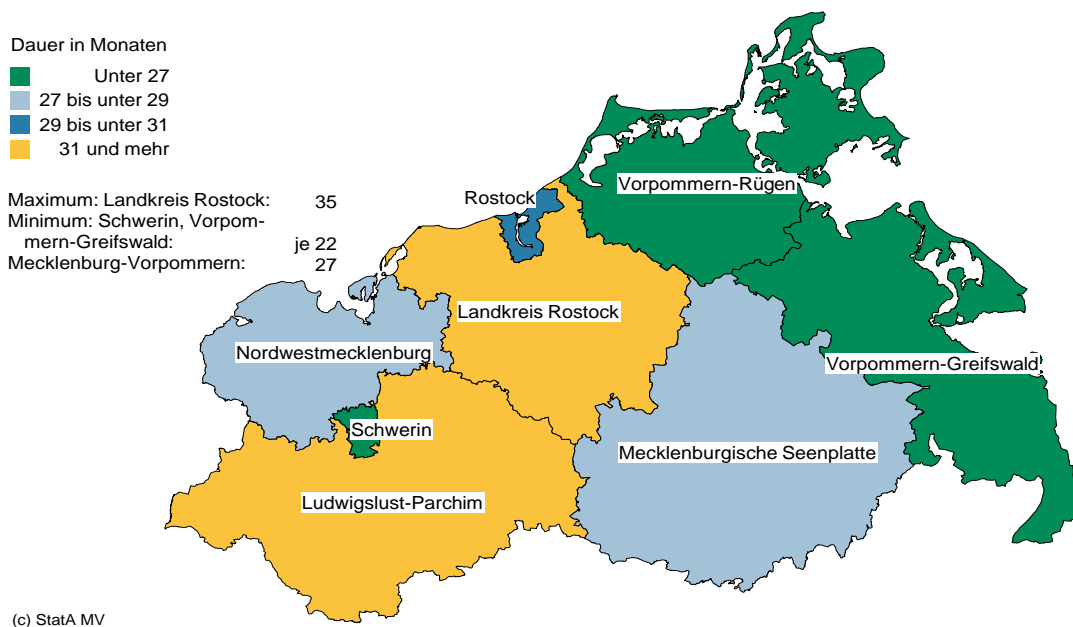 Dauer in Monaten
Unter 27
27 bis unter 29
29 bis unter 31
31 und mehr
Maximum: Landkreis Rostock: 35
Minimum: Schwerin, Vorpom-
mern-Greifswald: je 22
Mecklenburg-Vorpommern: 27
Vorpommern-Rügen
Rostock
Landkreis Rostock
Nordwestmecklenburg
Vorpommern-Greifswald
Schwerin
Mecklenburgische Seenplatte
Ludwigslust-Parchim
(c) StatA MV